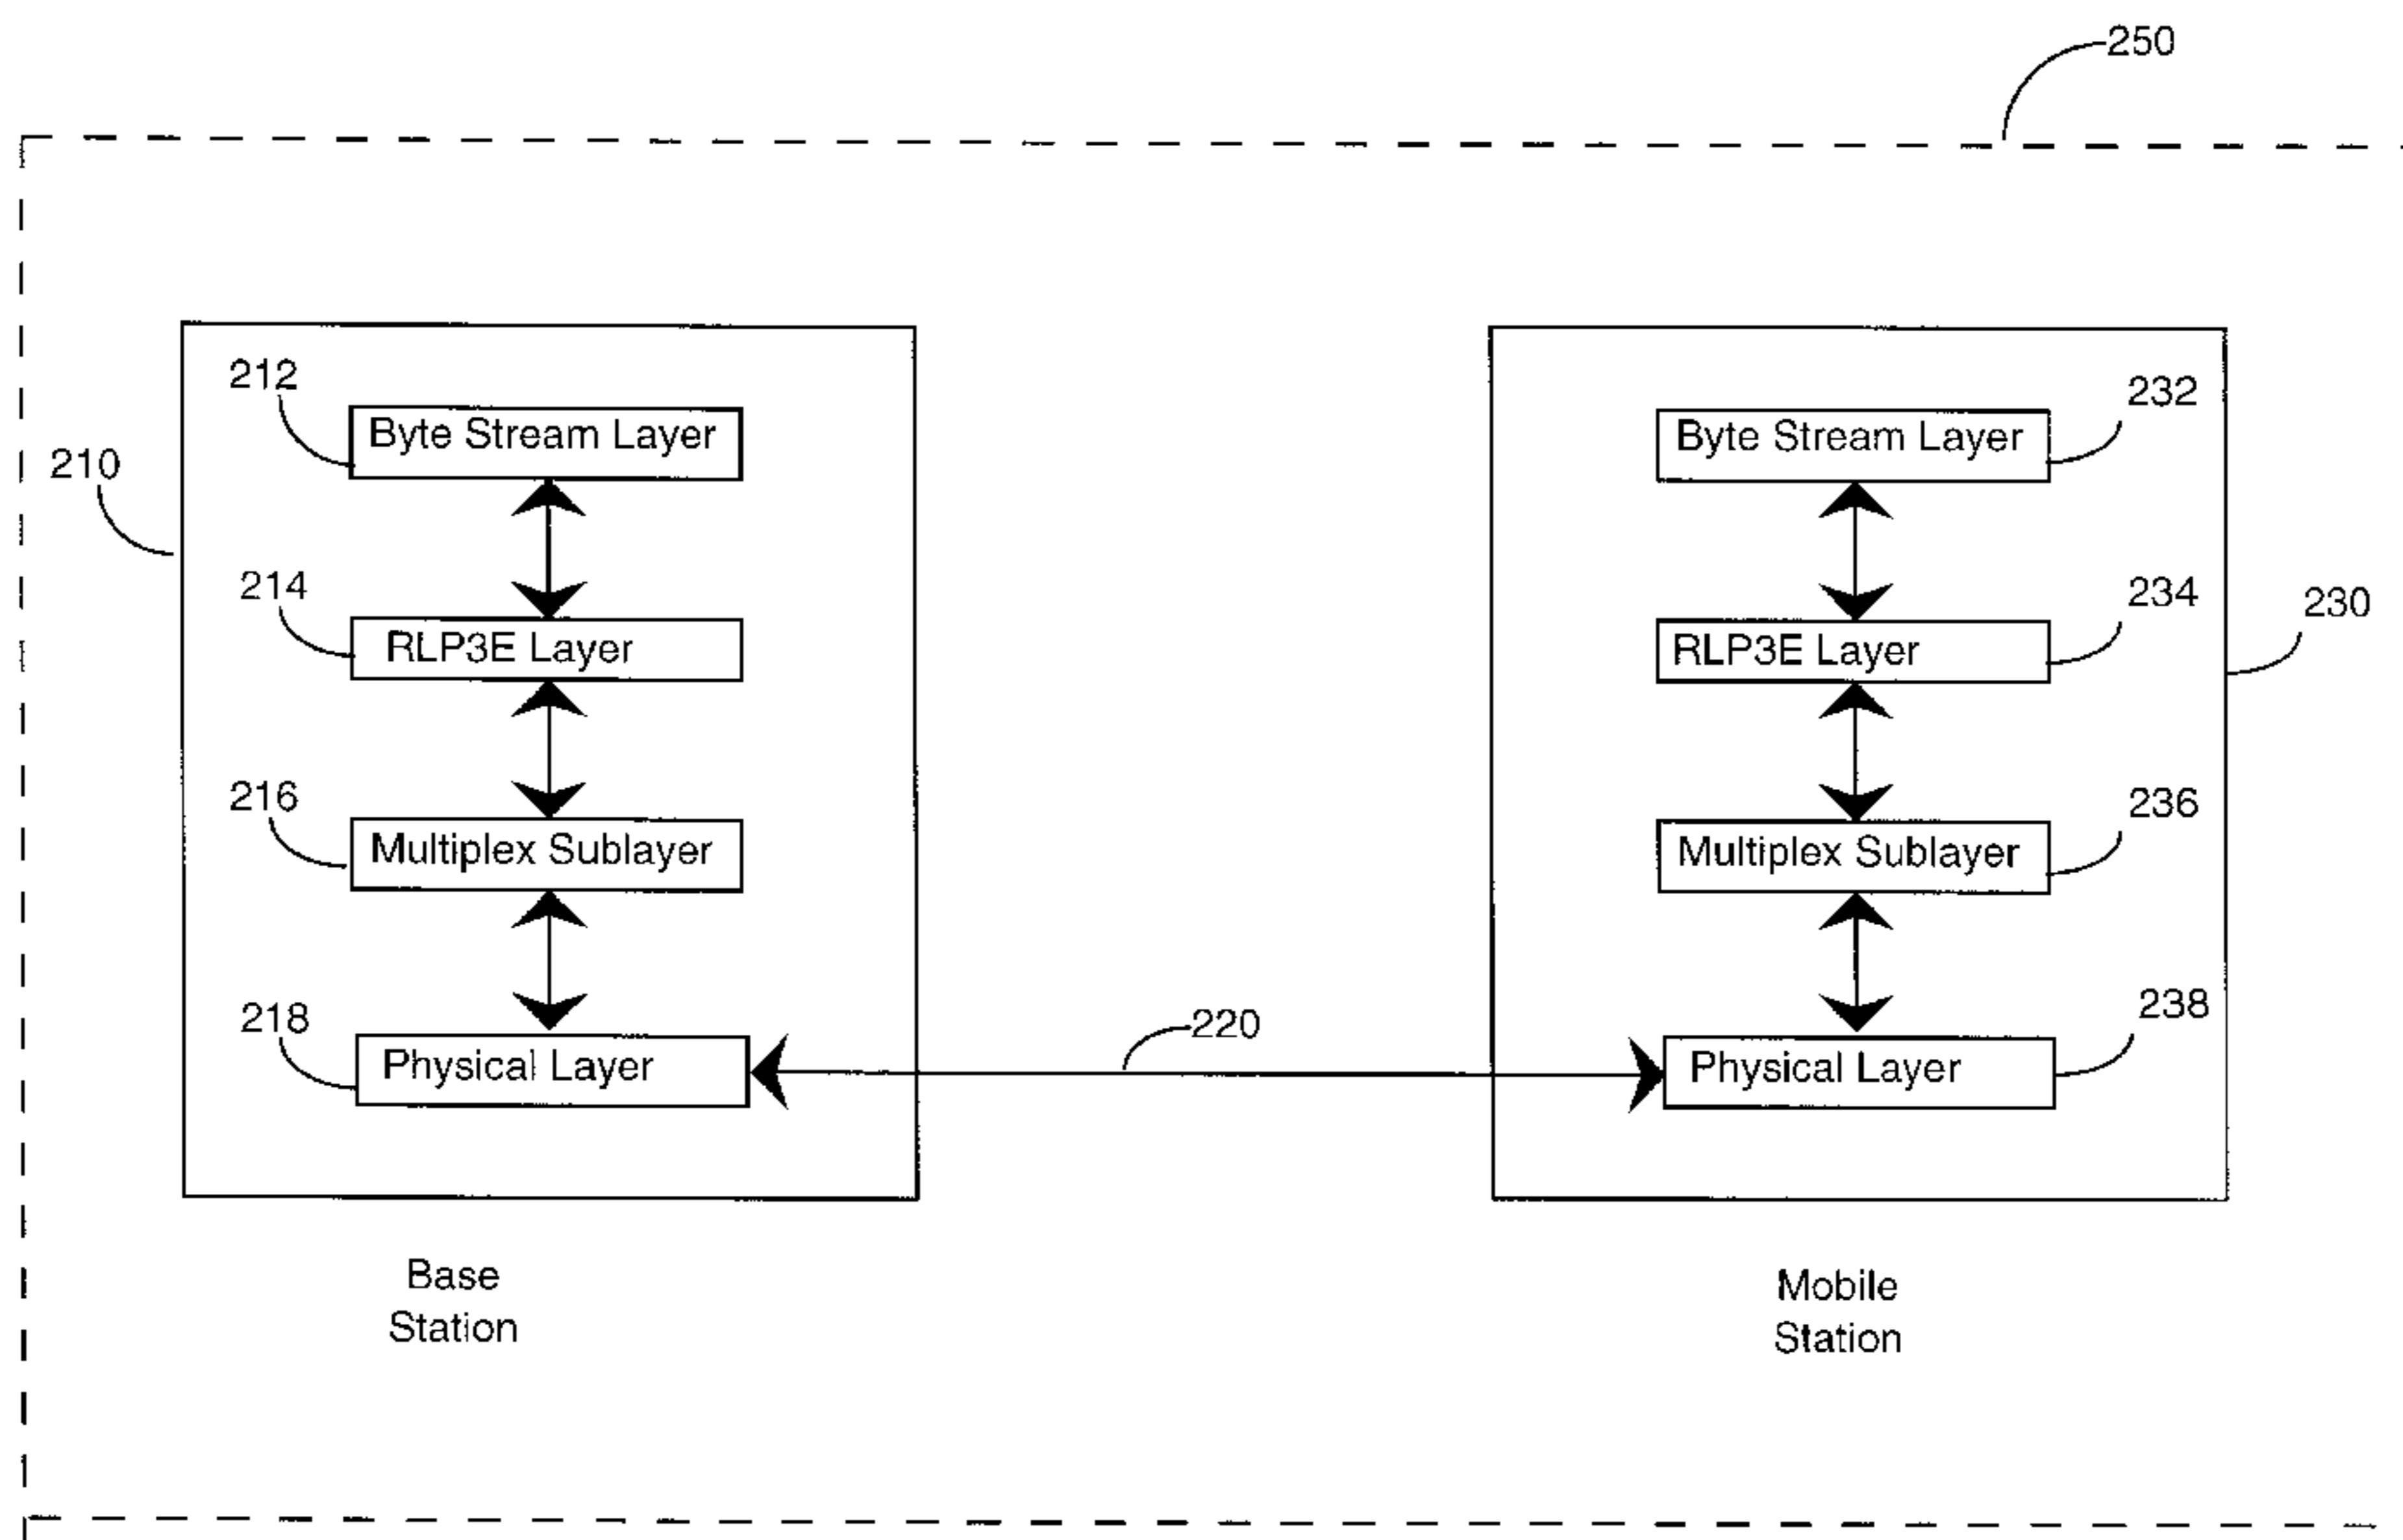 250
212
Byte Stream Layer
210
214
RLP3E Layer
216
Multiplex Sublayer
218
Physical Layer
220
232
Byte Stream Layer
234
RLP3E Layer
230
236
Multiplex Sublayer
238
Physical Layer
Base
Station
Mobile
Station